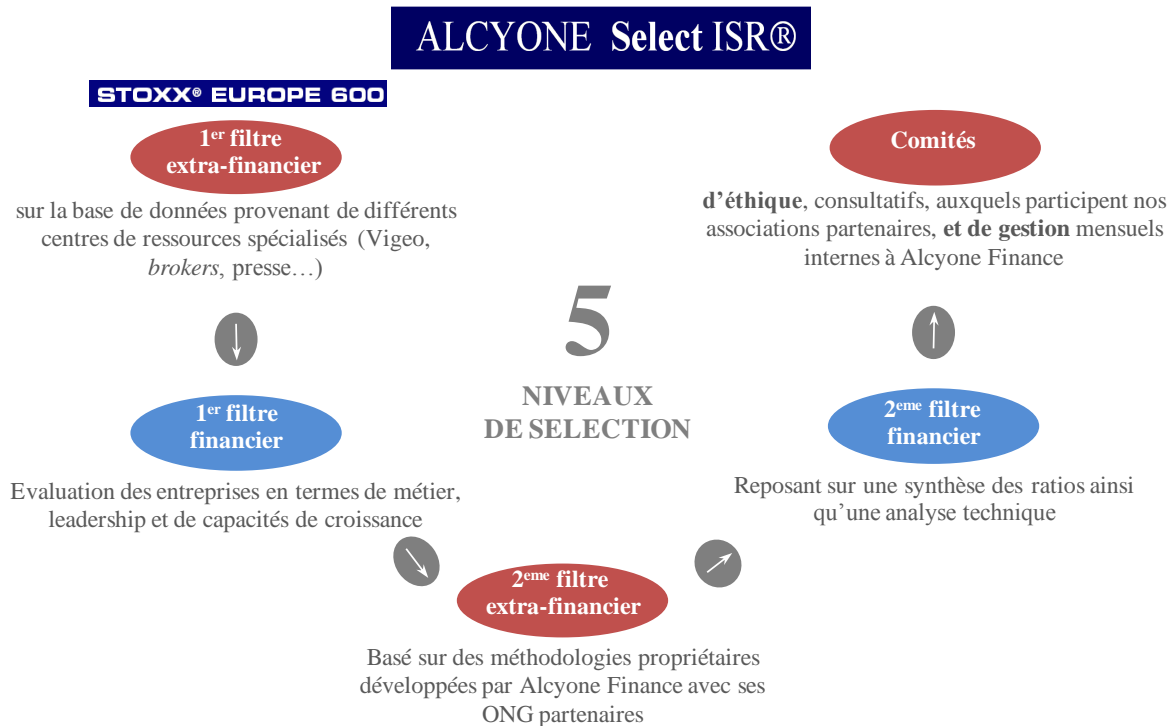 ALCYONE Select ISR®
STOXX® EUROPE 600
1er filtre
extra-financier
sur la base de données provenant de différents
centres de ressources spécialisés (Vigeo,
brokers, presse…)
1er filtre
financier
Evaluation des entreprises en termes de métier,
leadership et de capacités de croissance
2eme filtre
extra-financier
Basé sur des méthodologies propriétaires
développées par Alcyone Finance avec ses
ONG partenaires
2eme filtre
financier
Reposant sur une synthèse des ratios ainsi
qu’une analyse technique
Comités
d’éthique, consultatifs, auxquels participent nos
associations partenaires, et de gestion mensuels
internes à Alcyone Finance
5
NIVEAUX
DE SELECTION